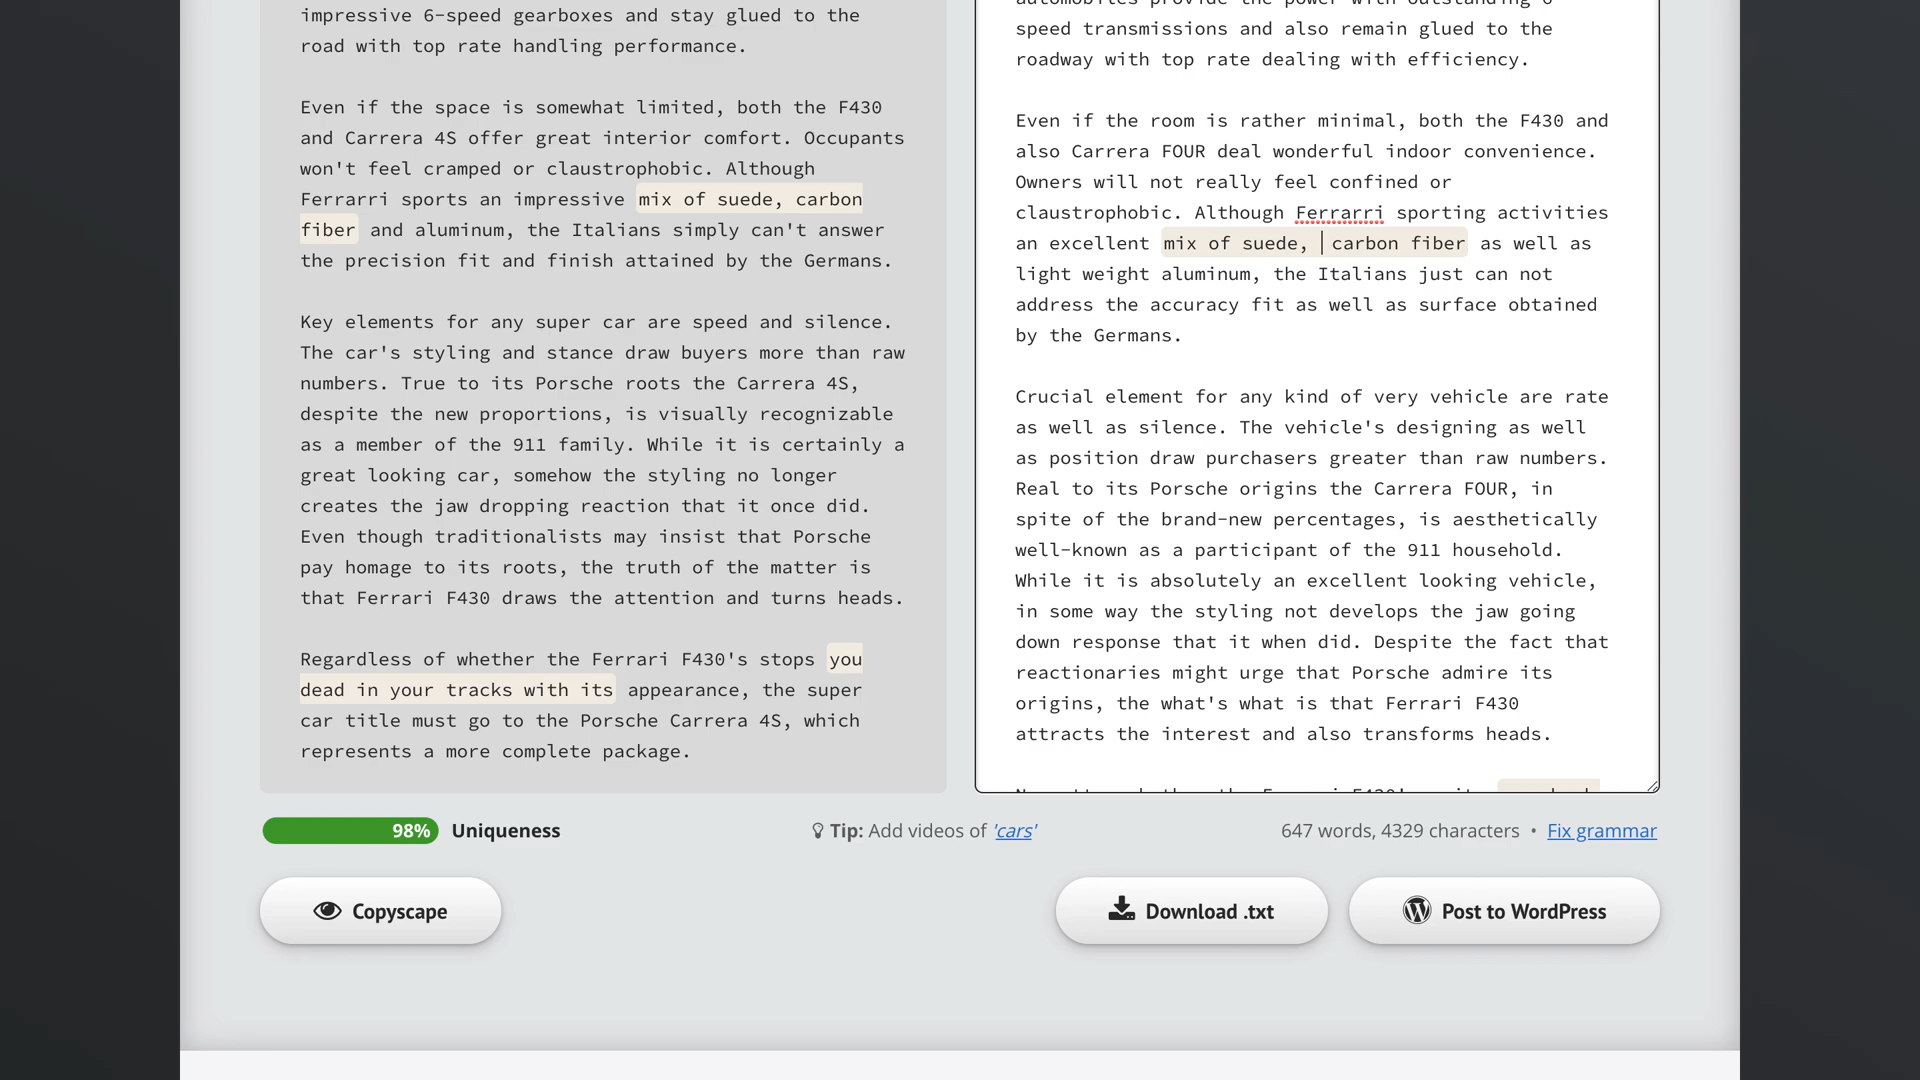 impressive 6-speed gearboxes and stay glued to the
road with top rate handling performance.
Even if the space is somewhat limited, both the F430
and Carrera 4S offer great interior comfort. Occupants
won't feel cramped or claustrophobic. Although
Ferrarri sports an impressive mix of suede, carbon
fiber and aluminum, the Italians simply can't answer
the precision fit and finish attained by the Germans.
Key elements for any super car are speed and silence.
The car's styling and stance draw buyers more than raw
numbers. True to its Porsche roots the Carrera 4S,
despite the new proportions, is visually recognizable
as a member of the 911 family. While it is certainly a
great looking car, somehow the styling no longer
creates the jaw dropping reaction that it once did.
Even though traditionalists may insist that Porsche
pay homage to its roots, the truth of the matter is
that Ferrari F430 draws the attention and turns heads.
Regardless of whether the Ferrari F430's stops you
dead in your tracks with its appearance, the super
car title must go to the Porsche Carrera 4S, which
represents a more complete package.
automobiles provide the power with outstanding 6-
speed transmissions and also remain glued to the
roadway with top rate dealing with efficiency.
Even if the room is rather minimal, both the F430 and
also Carrera FOUR deal wonderful indoor convenience.
Owners will not really feel confined or
claustrophobic. Although Ferrarri sporting activities
an excellent mix of suede, carbon fiber as well as
light weight aluminum, the Italians just can not
address the accuracy fit as well as surface obtained
by the Germans.
Crucial element for any kind of very vehicle are rate
as well as silence. The vehicle's designing as well
as position draw purchasers greater than raw numbers.
Real to its Porsche origins the Carrera FOUR, in
spite of the brand-new percentages, is aesthetically
well-known as a participant of the 911 household.
While it is absolutely an excellent looking vehicle,
in some way the styling not develops the jaw going
down response that it when did. Despite the fact that
reactionaries might urge that Porsche admire its
origins, the what's what is that Ferrari F430
attracts the interest and also transforms heads.
98% Uniqueness
Tip: Add videos of 'cars'
647 words, 4329 characters • Fix grammar
Copyscape
Download .txt
Post to WordPress